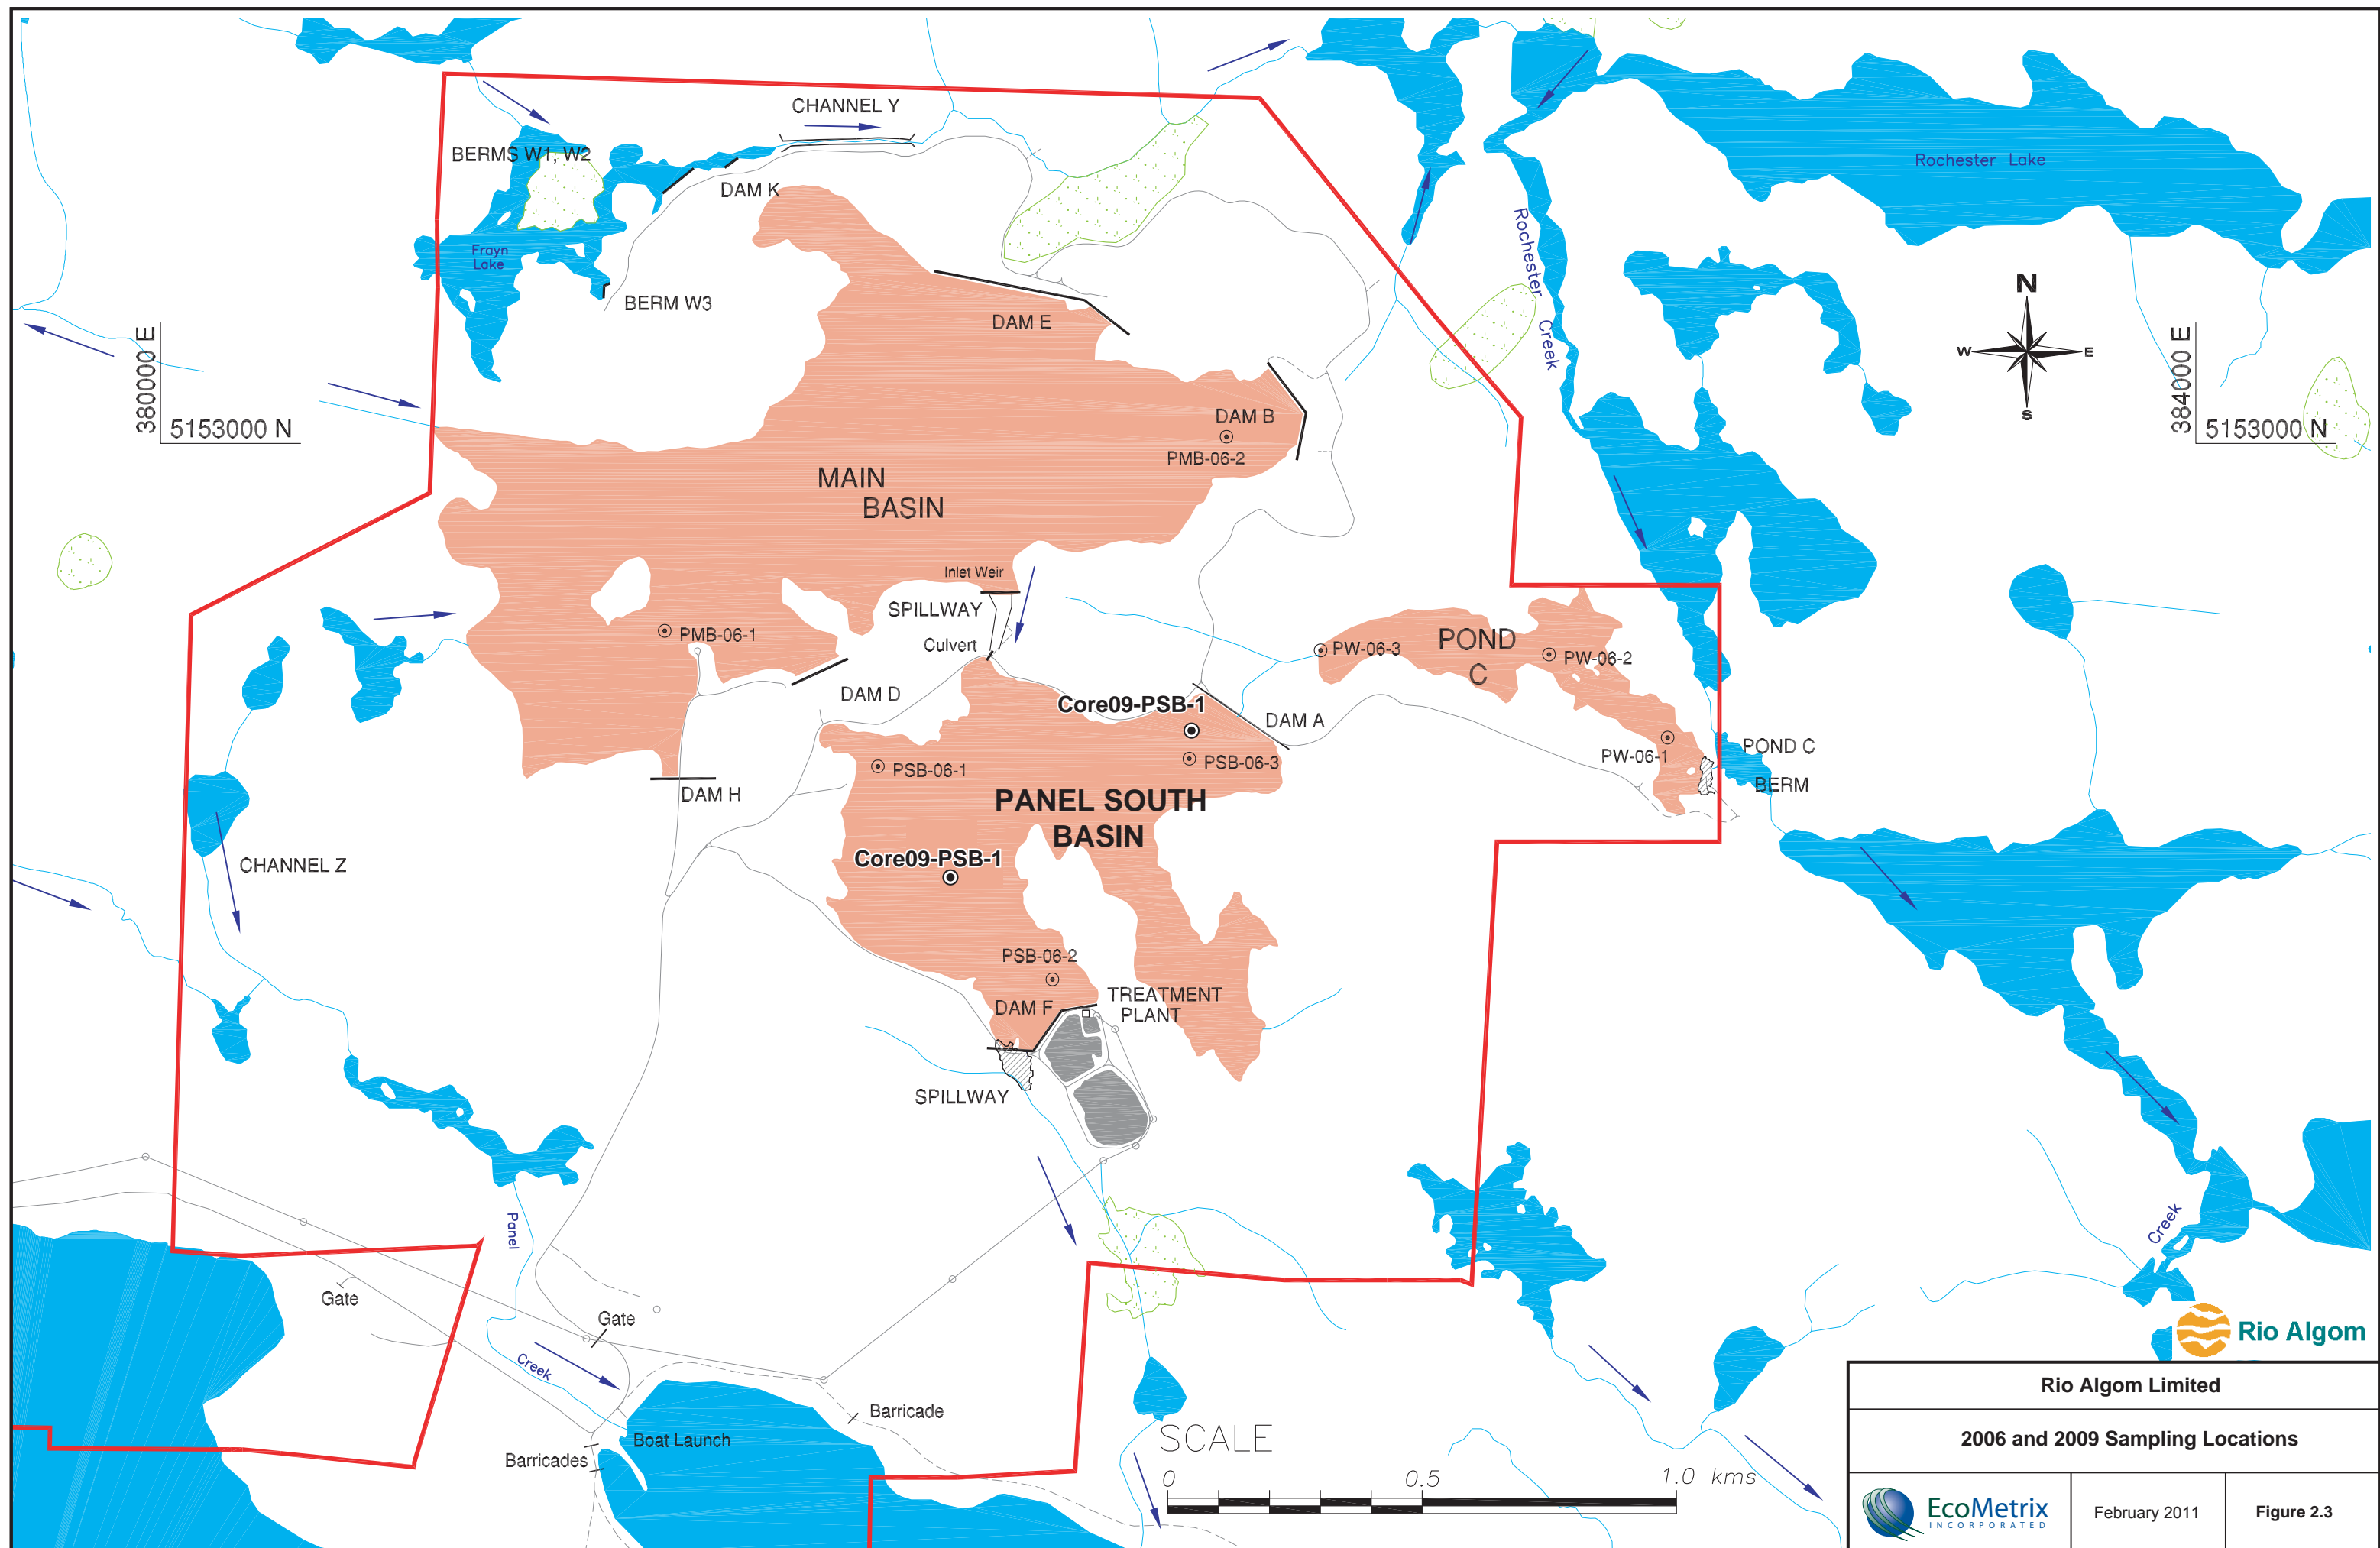 CHANNEL Y
BERMS W1, W2
DAM K
Rochester Lake
Frayn
Lake
BERM W3
DAM E
Rochester
Creek
N
W
E
S
380000 E
5153000 N
384000 E
5153000 N
DAM B
PMB-06-2
MAIN
BASIN
Inlet Weir
SPILLWAY
Culvert
PMB-06-1
DAM D
POND
C
PW-06-3
PW-06-2
Core09-PSB-1
DAM A
PSB-06-1
PSB-06-3
PW-06-1
POND C
BERM
DAM H
PANEL SOUTH
BASIN
Core09-PSB-1
CHANNEL Z
PSB-06-2
DAM F
TREATMENT
PLANT
SPILLWAY
Panel
Creek
Gate
Gate
Creek
Barricade
Boat Launch
Barricades
SCALE
0
0.5
1.0 kms
Rio Algom
Rio Algom Limited
2006 and 2009 Sampling Locations
EcoMetrix
INCORPORATED
February 2011
Figure 2.3